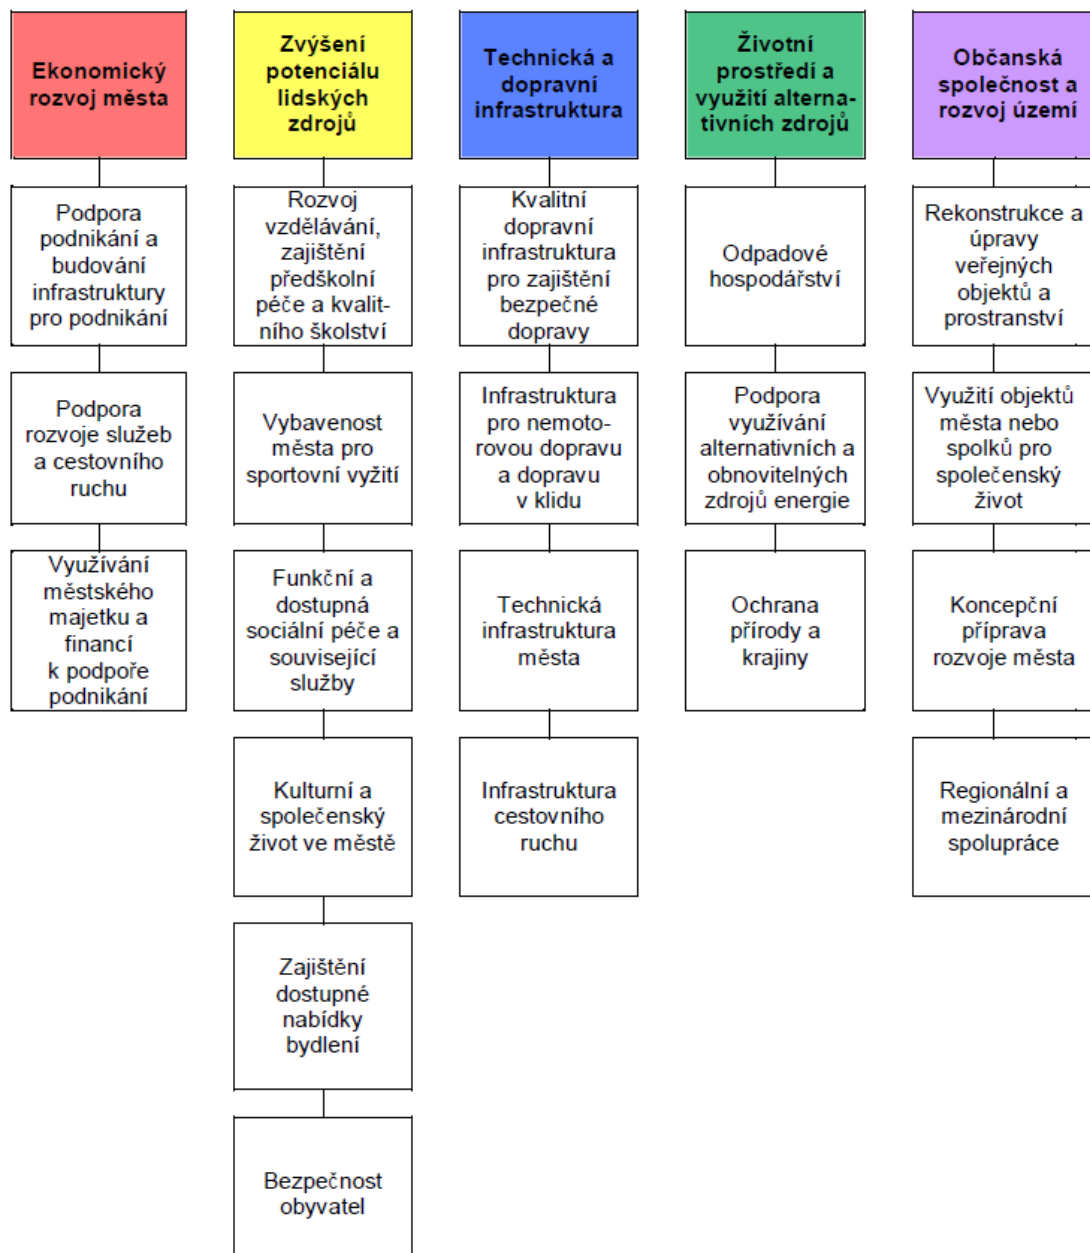 Ekonomický
rozvoj města
Podpora
podnikání a
budování
infrastruktury
pro podnikání
Podpora
rozvoje služeb
a cestovního
ruchu
Využívání
městského
majetku a
financí
k podpoře
podnikání
Zvýšení
potenciálu
lidských
zdrojů
Rozvoj
vzdělávání,
zajištění
předškolní
péče a kvalit-
ního školství
Vybavenost
města pro
sportovní vyžití
Funkční a
dostupná
sociální péče a
související
služby
Kulturní a
společenský
život ve městě
Zajištění
dostupné
nabídky
bydlení
Bezpečnost
obyvatel
Technická a
dopravní
infrastruktura
Kvalitní
dopravní
infrastruktura
pro zajištění
bezpečné
dopravy
Infrastruktura
pro nemoto-
rovou dopravu
a dopravu
v klidu
Technická
infrastruktura
města
Infrastruktura
cestovního
ruchu
Životní
prostředí a
využití alterna-
tivních zdrojů
Odpadové
hospodářství
Podpora
využívání
alternativních a
obnovitelných
zdrojů energie
Ochrana
přírody a
krajiny
Občanská
společnost a
rozvoj území
Rekonstrukce a
úpravy
veřejných
objektů a
prostranství
Využití objektů
města nebo
spolků pro
společenský
život
Koncepční
příprava
rozvoje města
Regionální a
mezinárodní
spolupráce